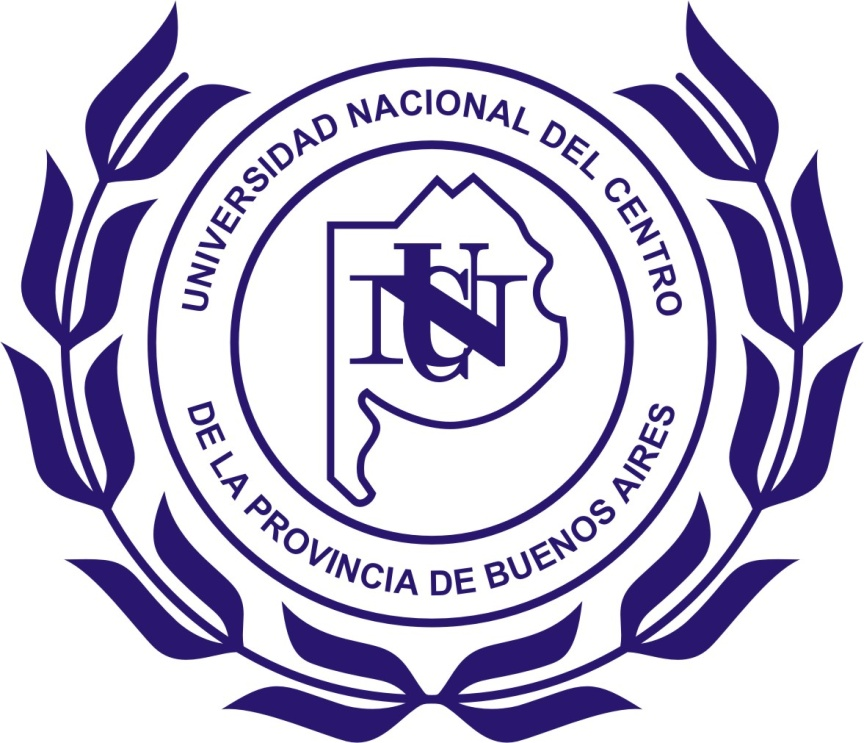 UNIVERSIDAD NACIONAL DEL CENTRO
UNC
DE LA PROVINCIA DE BUENOS AIRES